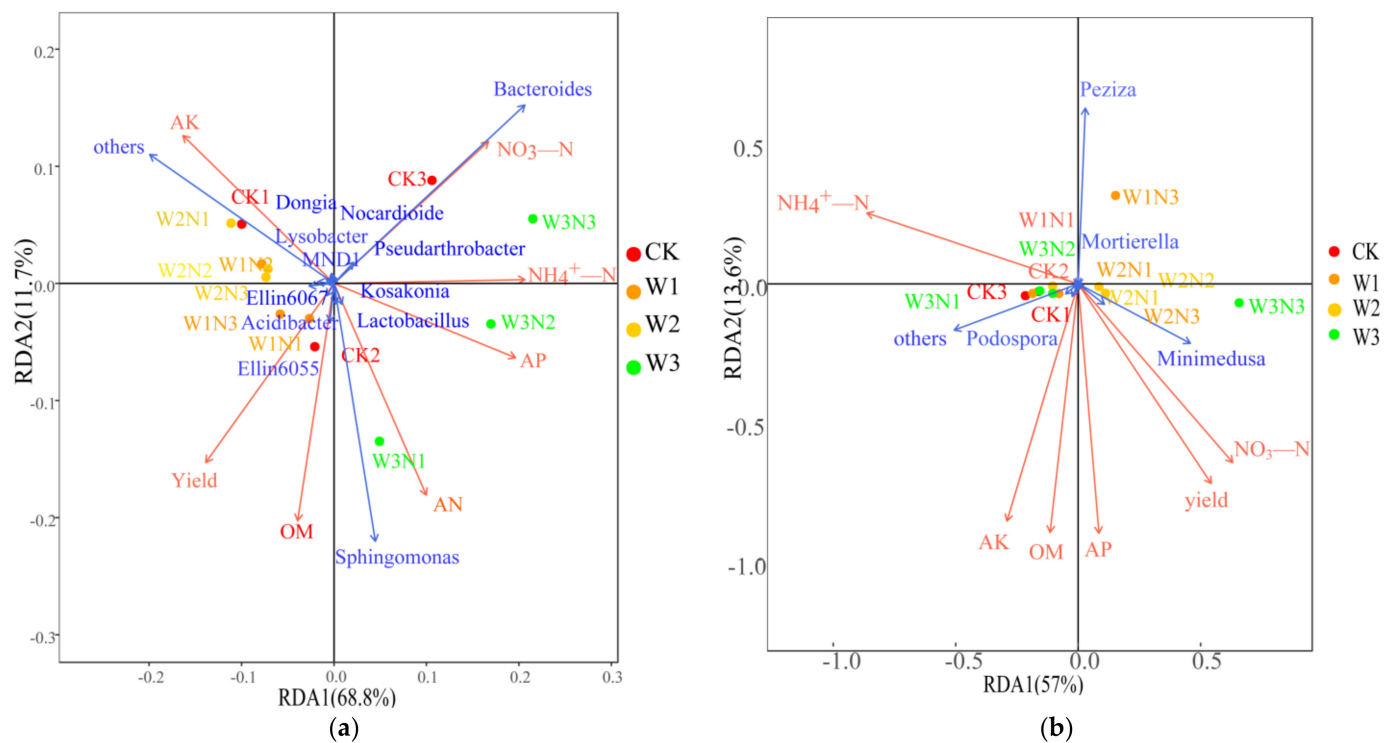 0.2
0.1
0.0
-0.1
-0.2
-0.3
RDA2(11.7%)
Bacteroides
AK
NO3—N
others
CK3
CK1
Dongia
Nocardioide
W2N1
W3N3
Lysobacter
Pseudarthrobacter
W2N2
W1N2
MND1
NH4+—N
W2N3
Ellin6067
Kosakonia
W1N3
Acidibacter
Lactobacillus
W3N2
W1N1
CK2
AP
Ellin6055
W3N1
Yield
AN
OM
Sphingomonas
-0.2
-0.1
0.0
0.1
0.2
0.3
RDA1(68.8%)
CK
W1
W2
W3
(a)
0.5
0.0
-0.5
-1.0
RDA2(13.6%)
Peziza
NH4+—N
W1N3
W1N1
W3N2
Mortierella
CK2
W2N1
W2N2
W3N1
CK3
W2N1
W3N3
CK1
W2N3
others
Podospora
Minimedusa
NO3—N
yield
AK
OM
AP
-1.0
-0.5
0.0
0.5
RDA1(57%)
CK
W1
W2
W3
(b)